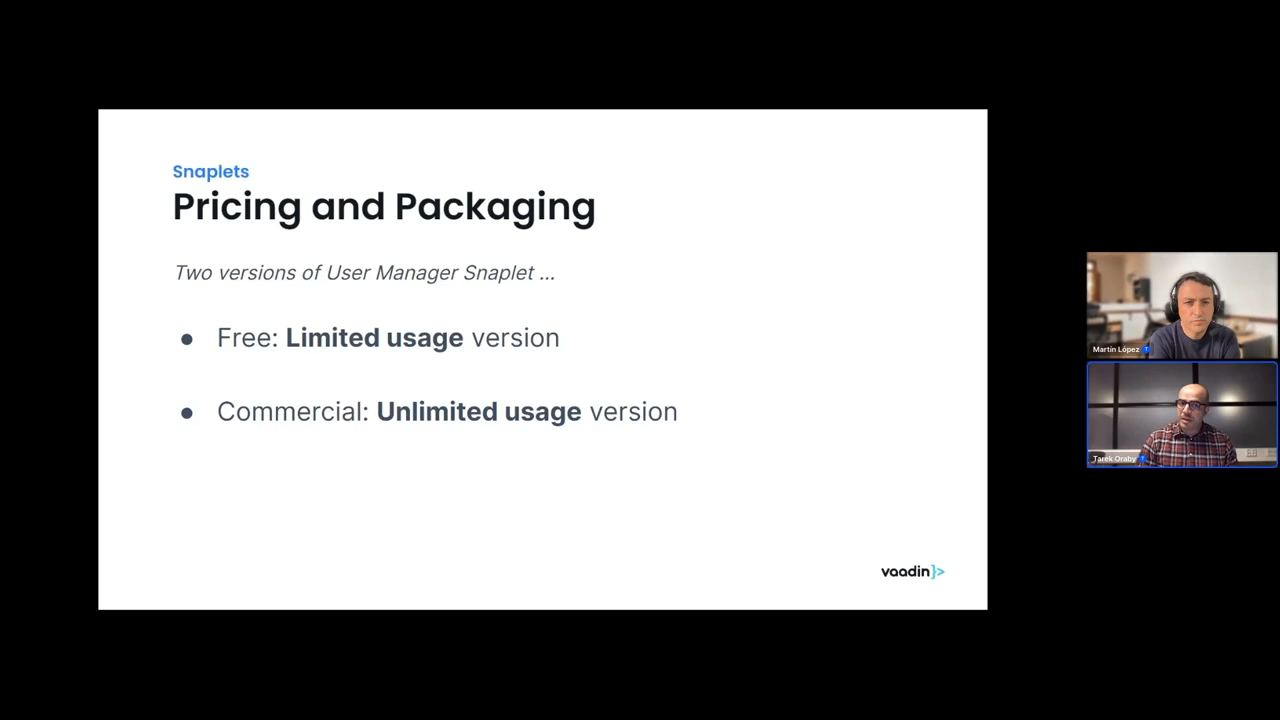 Snaplets
Pricing and Packaging
Two versions of User Manager Snaplet ...
● Free: Limited usage version
● Commercial: Unlimited usage version
vaadin}>
Martín López
Tarek Oraby